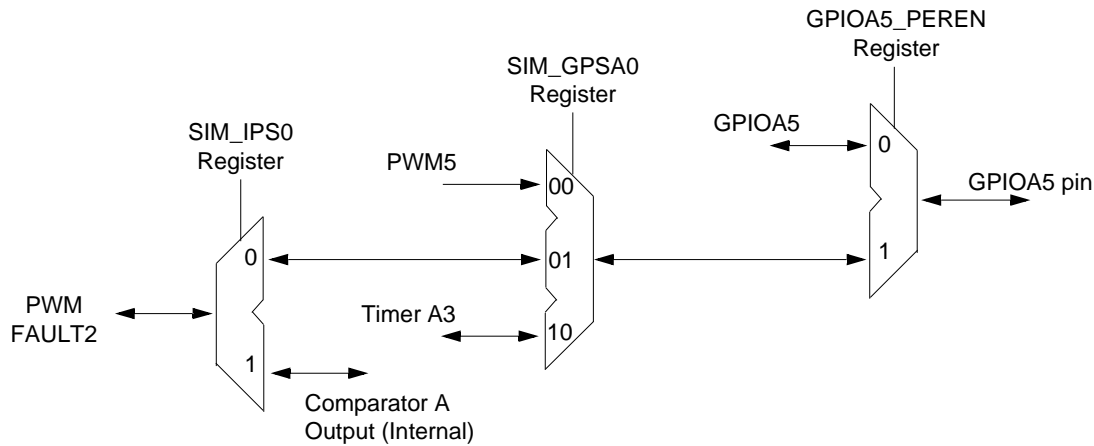 GPIOA5_PEREN
Register
SIM_GPSA0
Register
SIM_IPS0
Register
GPIOA5
0
PWM5
00
GPIOA5 pin
0
01
1
PWM
FAULT2
Timer A3
10
1
Comparator A
Output (Internal)